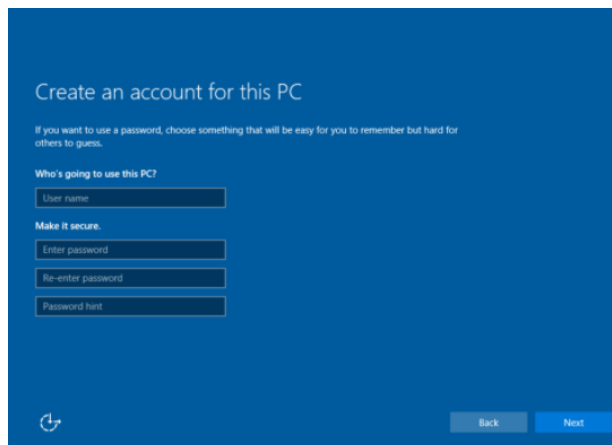 Create an account for this PC
If you want to use a password, choose something that will be easy for you to remember but hard for
others to guess.
Who's going to use this PC?
User name
Make it secure.
Enter password
Re-enter password
Password hint
Back
Next